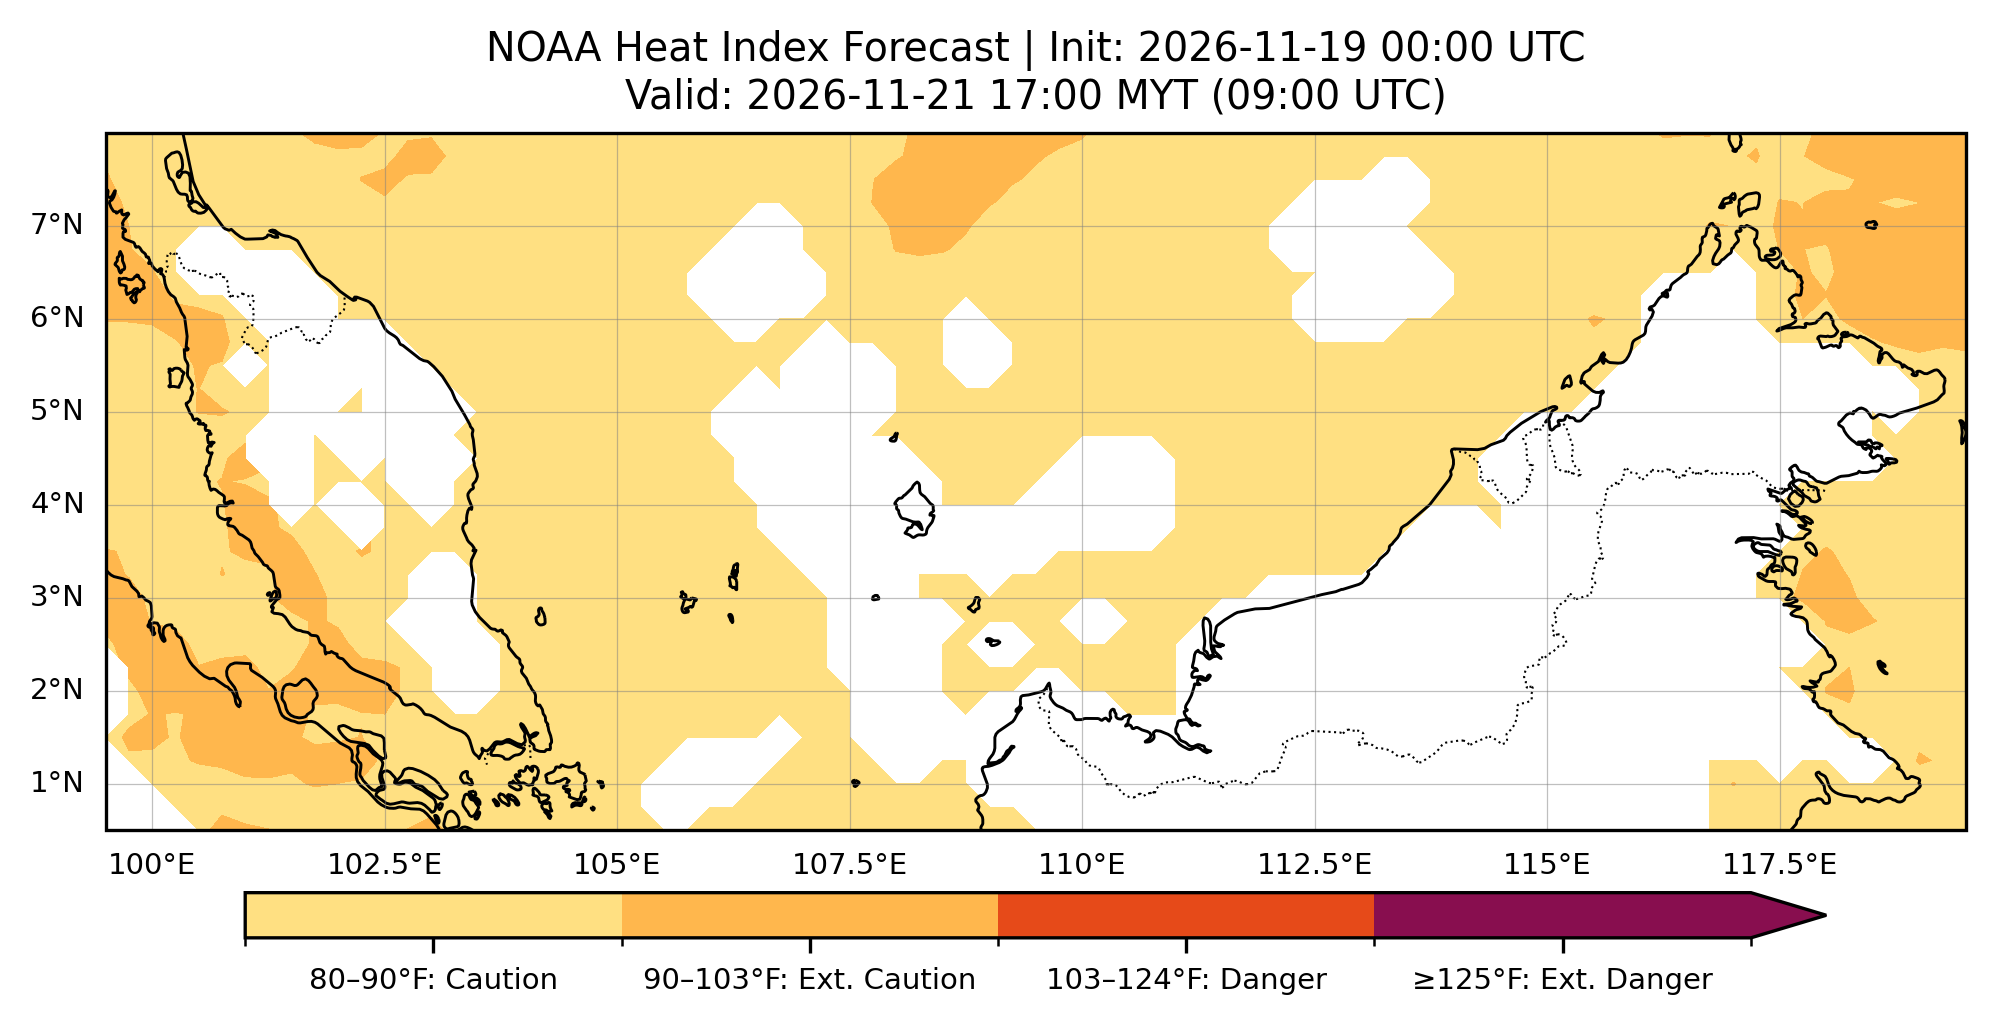 NOAA Heat Index Forecast | Init: 2026-11-19 00:00 UTC
Valid: 2026-11-21 17:00 MYT (09:00 UTC)
7°N
6°N
5°N
4°N
3°N
2°N
1°N
100°E 102.5°E 105°E 107.5°E 110°E 112.5°E 115°E 117.5°E
80–90°F: Caution 90–103°F: Ext. Caution 103–124°F: Danger ≥125°F: Ext. Danger